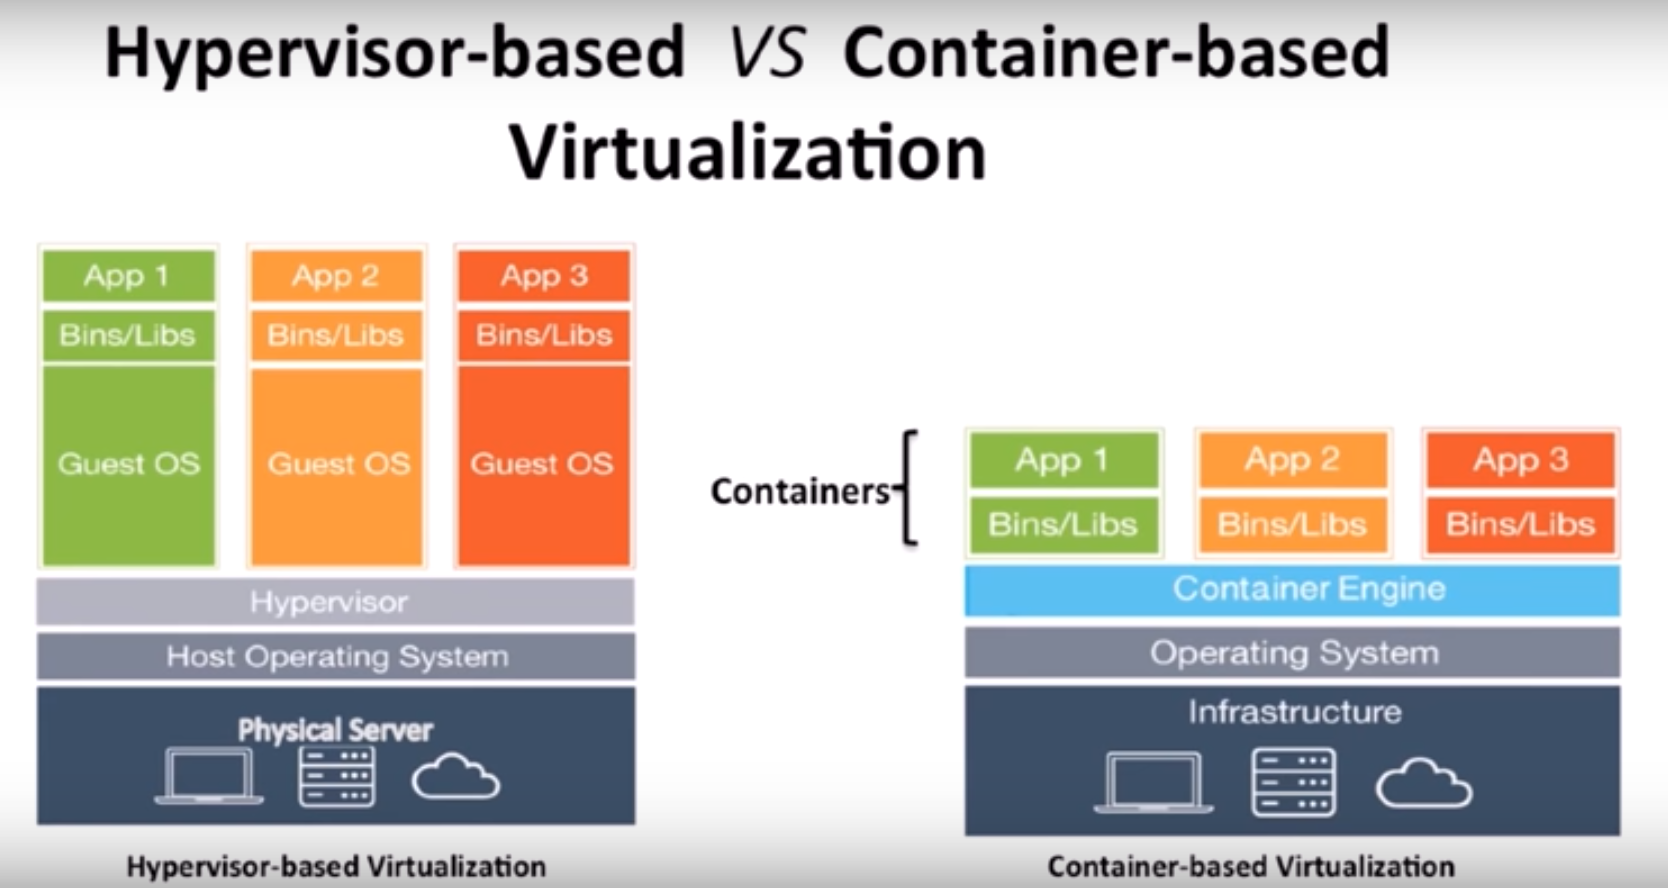 Hypervisor-based VS Container-based
Virtualization
App 1
Bins/Libs
Guest OS
App 2
Bins/Libs
Guest OS
App 3
Bins/Libs
Guest OS
Hypervisor
Host Operating System
Physical Server
Hypervisor-based Virtualization
Containers
App 1
Bins/Libs
App 2
Bins/Libs
App 3
Bins/Libs
Container Engine
Operating System
Infrastructure
Container-based Virtualization